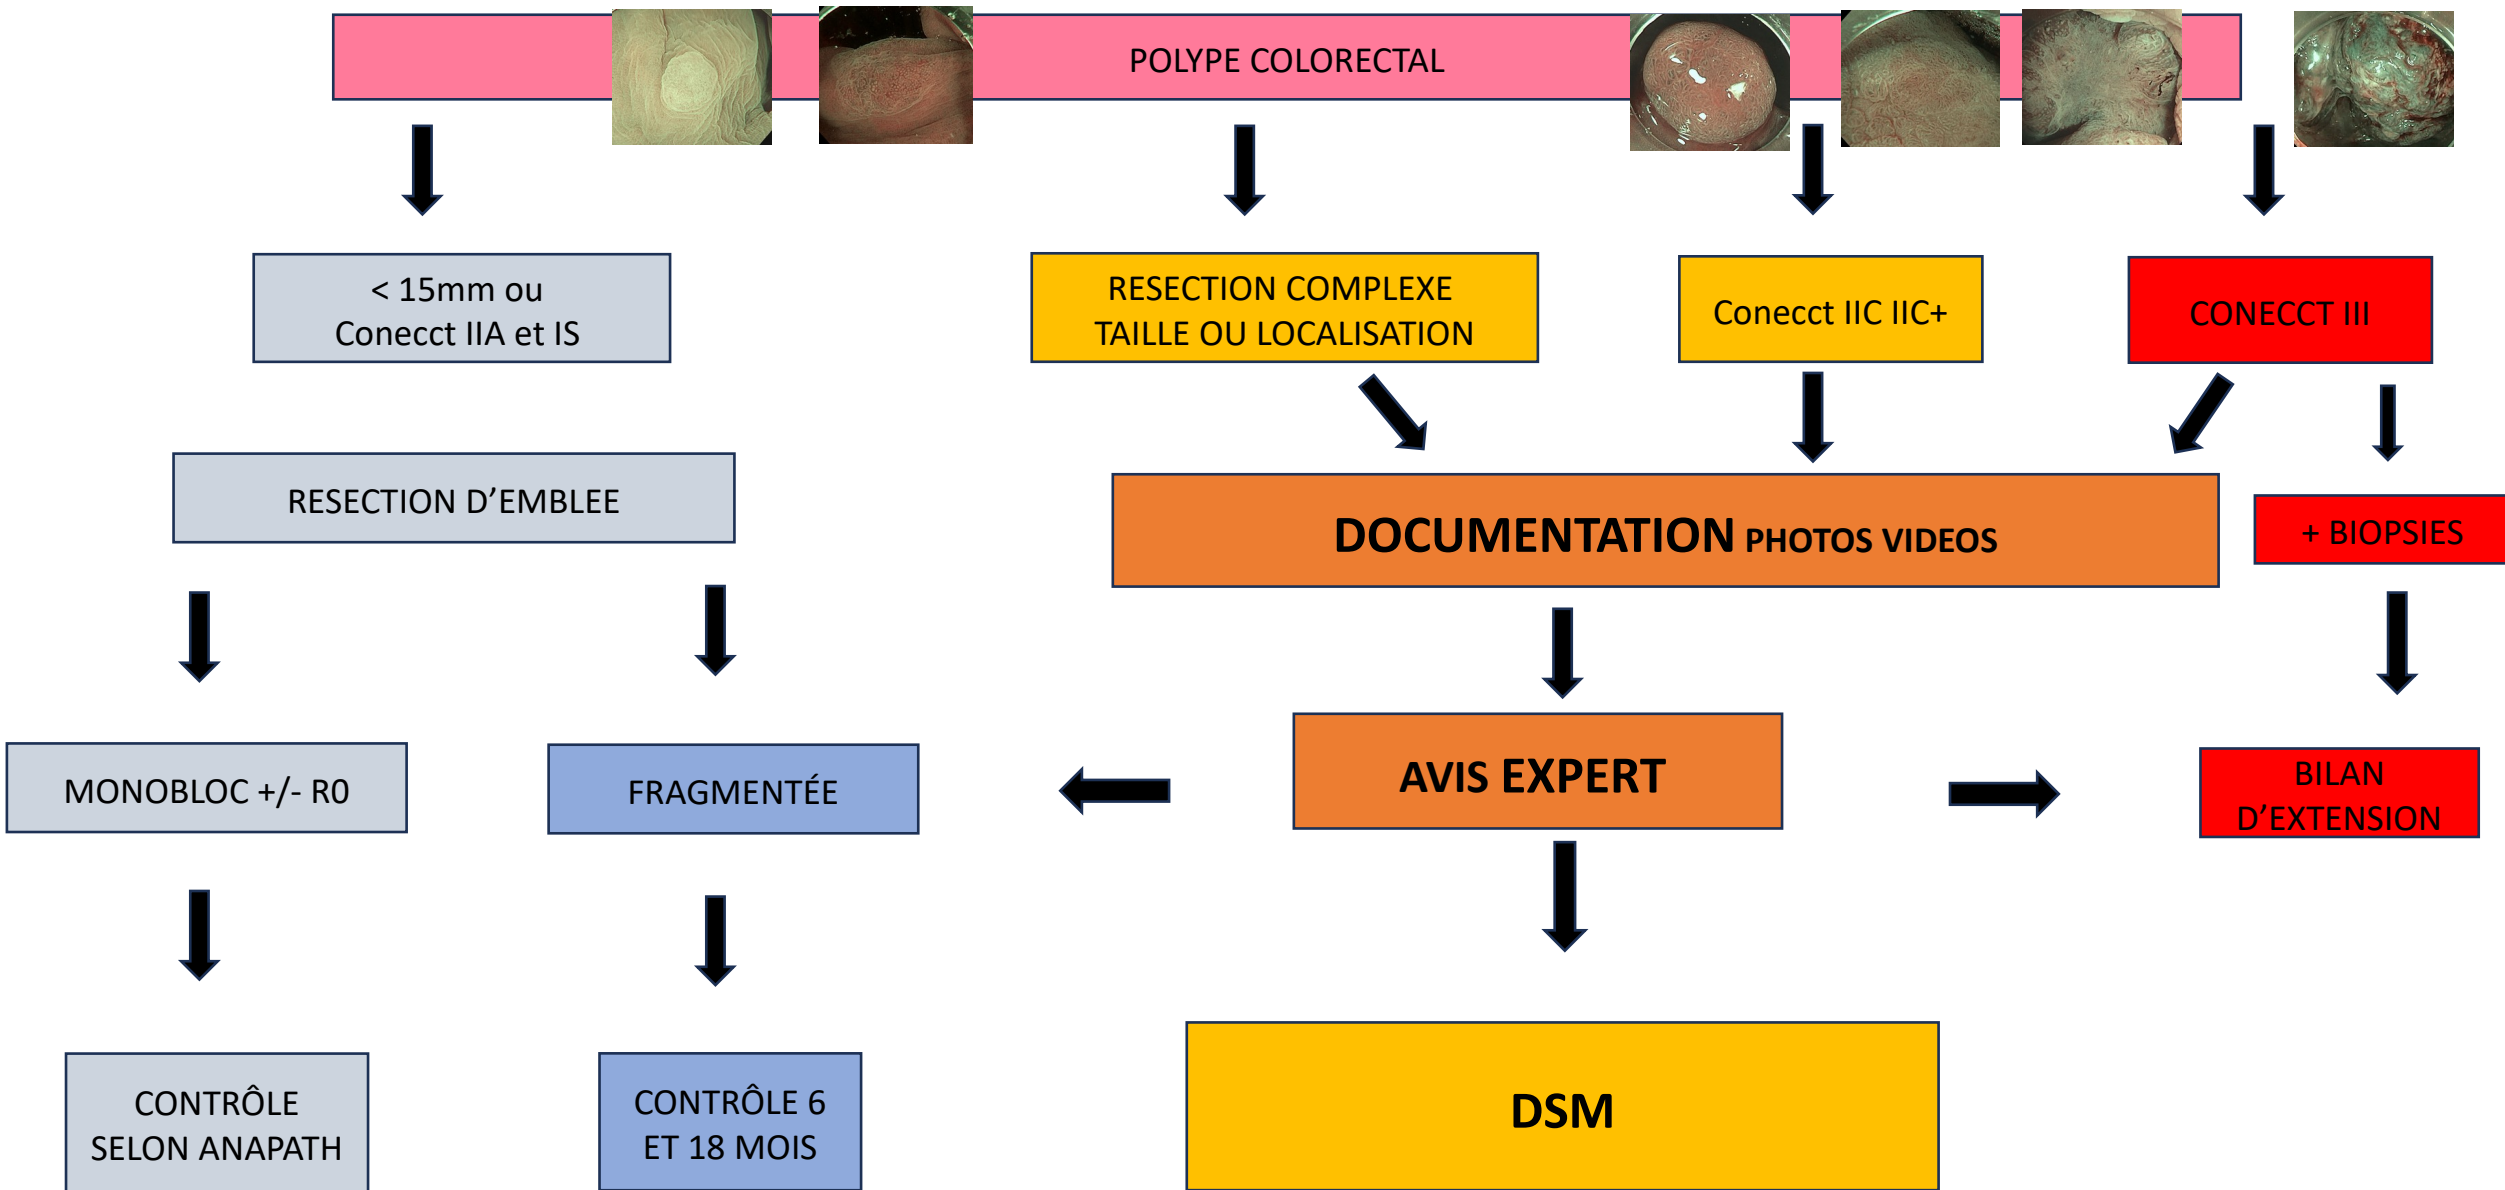 POLYPE COLORECTAL
< 15mm ou
Conecct IIA et IS
RESECTION COMPLEXE
TAILLE OU LOCALISATION
Conecct IIC IIC+
CONECCT III
RESECTION D’EMBLEE
DOCUMENTATION PHOTOS VIDEOS
+ BIOPSIES
MONOBLOC +/- R0
FRAGMENTÉE
AVIS EXPERT
BILAN
D’EXTENSION
CONTRÔLE
SELON ANAPATH
CONTRÔLE 6
ET 18 MOIS
DSM